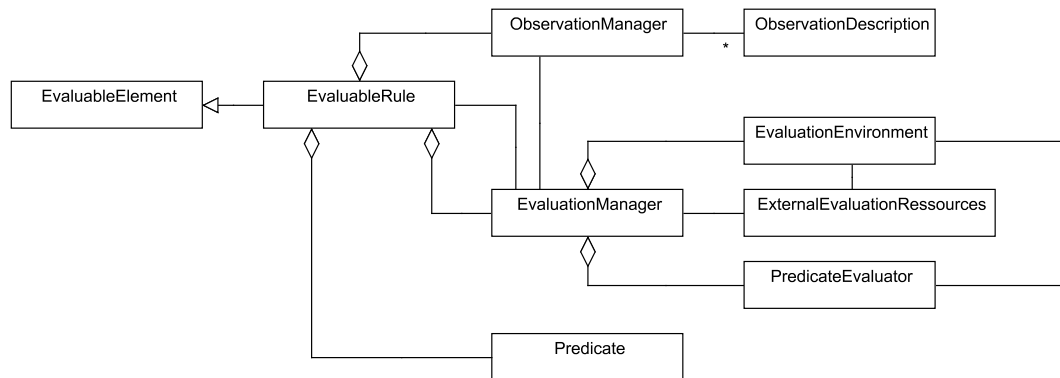 ObservationManager
ObservationDescription
*
EvaluableElement
EvaluableRule
EvaluationEnvironment
EvaluationManager
ExternalEvaluationRessources
PredicateEvaluator
Predicate